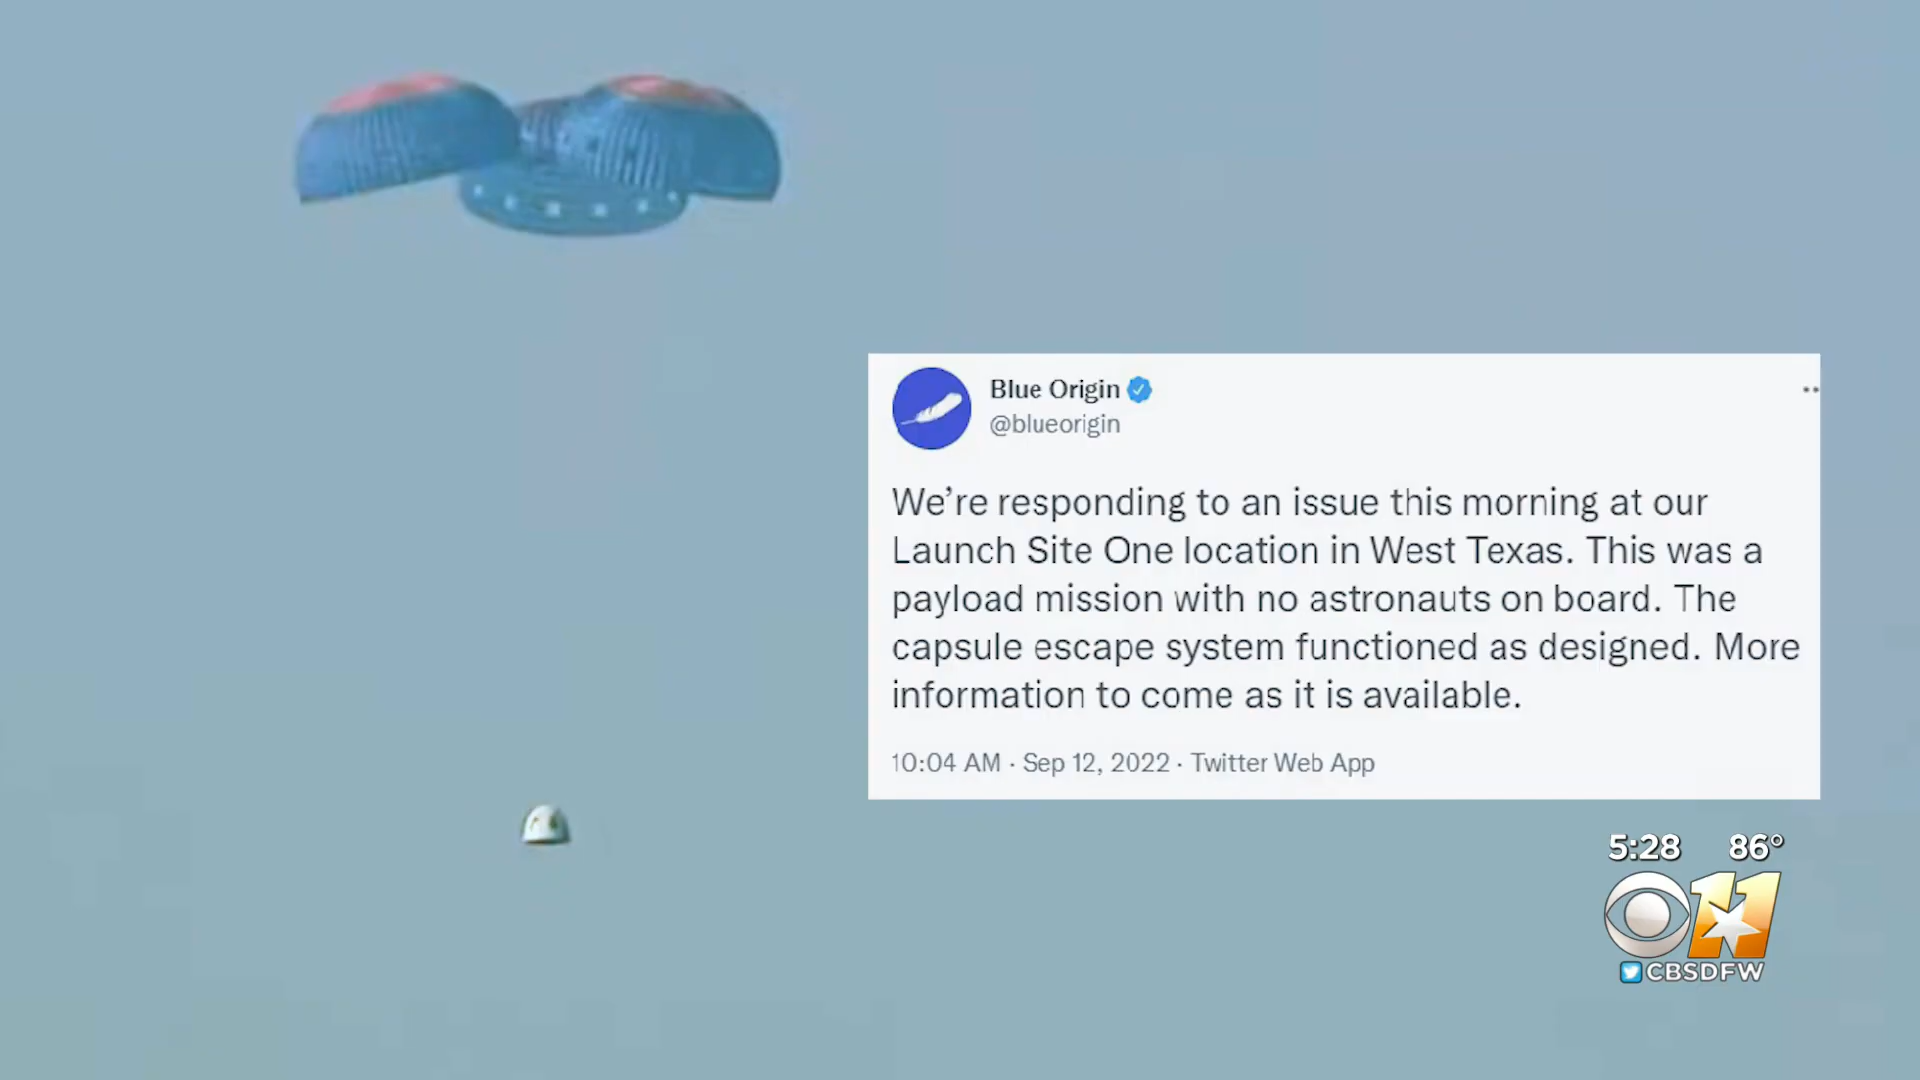 Blue Origin
@blueorigin
We're responding to an issue this morning at our
Launch Site One location in West Texas. This was a
payload mission with no astronauts on board. The
capsule escape system functioned as designed. More
information to come as it is available.
10:04 AM · Sep 12, 2022 · Twitter Web App
5:28 86°
11
CBSDFW